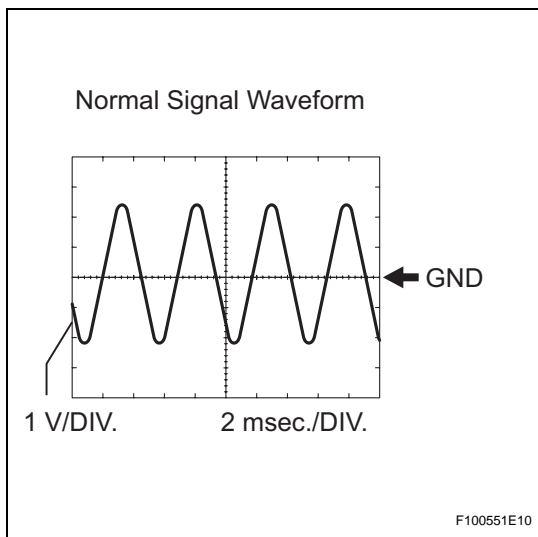 Normal Signal Waveform
GND
1 V/DIV.
2 msec./DIV.
F100551E10